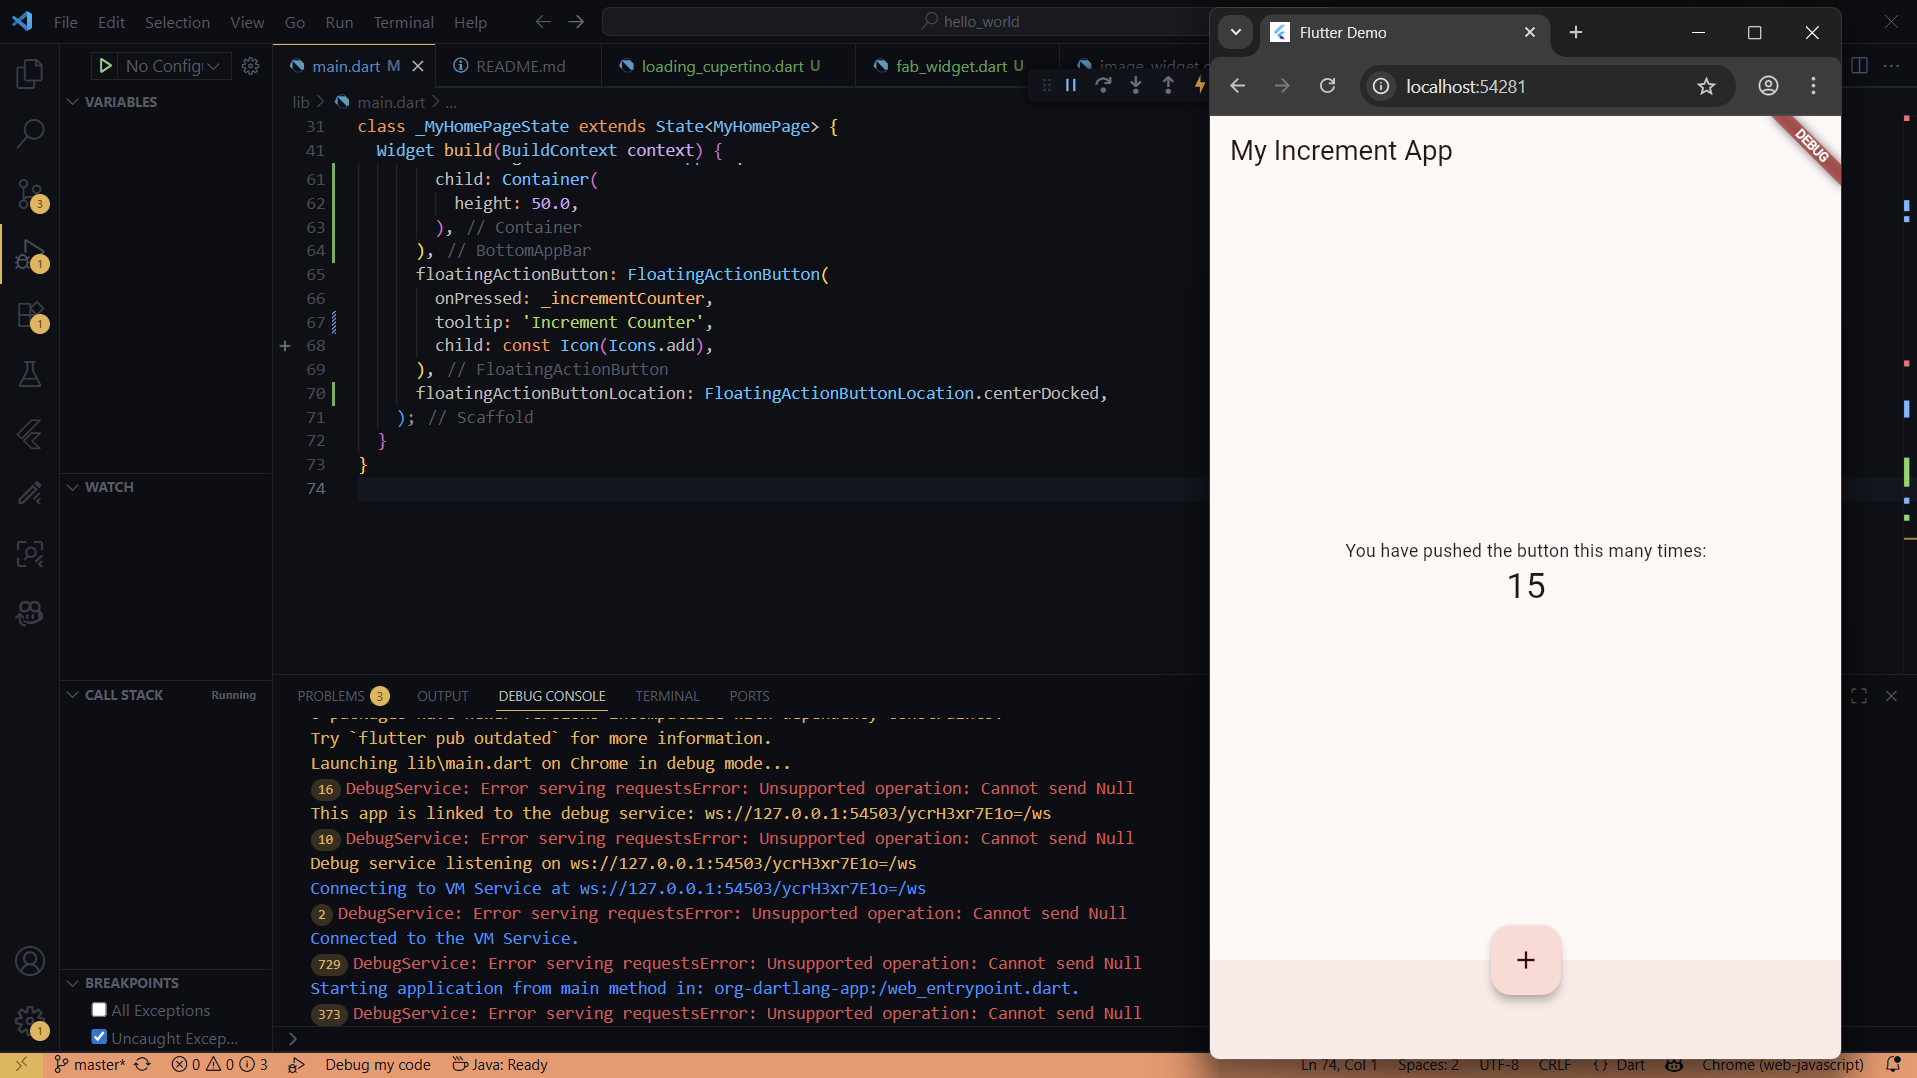 File Edit Selection View Go Run Terminal Help
hello_world
No Config
main.dart M
README.md
loading_cupertino.dart U
fab_widget.dart U
image_widget.
VARIABLES
lib > main.dart > ...
31 class _MyHomePageState extends State<MyHomePage> {
41 Widget build(BuildContext context) {
61 child: Container(
62 height: 50.0,
63 ), // Container
64 ), // BottomAppBar
65 floatingActionButton: FloatingActionButton(
66 onPressed: _incrementCounter,
67 tooltip: 'Increment Counter',
68 child: const Icon(Icons.add),
69 ), // FloatingActionButton
70 floatingActionButtonLocation: FloatingActionButtonLocation.centerDocked,
71 ); // Scaffold
72 }
73 }
74
3
1
1
1
WATCH
CALL STACK Running
BREAKPOINTS
All Exceptions
Uncaught Excep...
PROBLEMS 3 OUTPUT DEBUG CONSOLE TERMINAL PORTS
Try `flutter pub outdated` for more information.
Launching lib\main.dart on Chrome in debug mode...
16 DebugService: Error serving requestsError: Unsupported operation: Cannot send Null
This app is linked to the debug service: ws://127.0.0.1:54503/ycrH3xr7E1o=/ws
10 DebugService: Error serving requestsError: Unsupported operation: Cannot send Null
Debug service listening on ws://127.0.0.1:54503/ycrH3xr7E1o=/ws
Connecting to VM Service at ws://127.0.0.1:54503/ycrH3xr7E1o=/ws
2 DebugService: Error serving requestsError: Unsupported operation: Cannot send Null
Connected to the VM Service.
729 DebugService: Error serving requestsError: Unsupported operation: Cannot send Null
Starting application from main method in: org-dartlang-app:/web_entrypoint.dart.
373 DebugService: Error serving requestsError: Unsupported operation: Cannot send Null
master* 0 0 3 Debug my code Java: Ready
Ln 74, Col 1 Spaces: 2 UTF-8 CRLF { } Dart Chrome (web-javascript)
Flutter Demo
localhost:54281
My Increment App
DEBUG
You have pushed the button this many times:
15
+